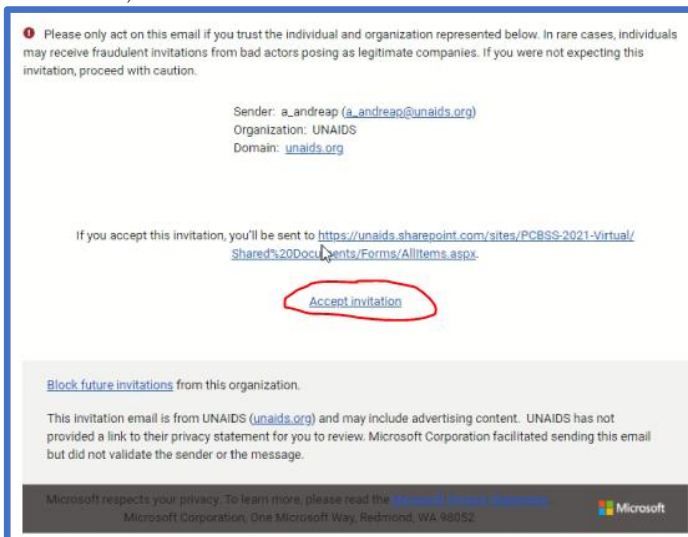 Please only act on this email if you trust the individual and organization represented below. In rare cases, individuals
may receive fraudulent invitations from bad actors posing as legitimate companies. If you were not expecting this
invitation, proceed with caution.
Sender: a_andreap (a_andreap@unaids.org)
Organization: UNAIDS
Domain: unaids.org
If you accept this invitation, you'll be sent to https://unaids.sharepoint.com/sites/PCBSS-2021-Virtual/
Shared%20Documents/Forms/AllItems.aspx.
Accept invitation
Block future invitations from this organization.
This invitation email is from UNAIDS (unaids.org) and may include advertising content. UNAIDS has not
provided a link to their privacy statement for you to review. Microsoft Corporation facilitated sending this email
but did not validate the sender or the message.
Microsoft respects your privacy. To learn more, please read the Microsoft Privacy Statement.
Microsoft Corporation, One Microsoft Way, Redmond, WA 98052
Microsoft